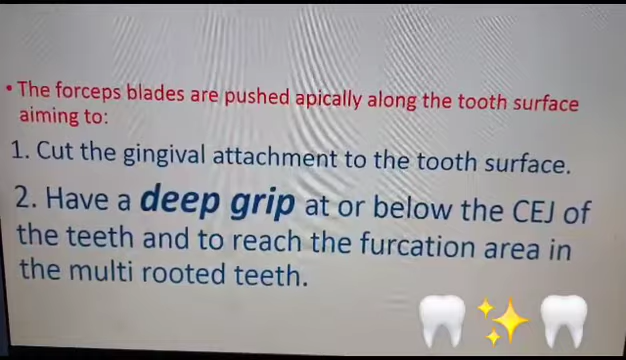 • The forceps blades are pushed apically along the tooth surface
aiming to:
1. Cut the gingival attachment to the tooth surface.
2. Have a deep grip at or below the CEJ of
the teeth and to reach the furcation area in
the multi rooted teeth.